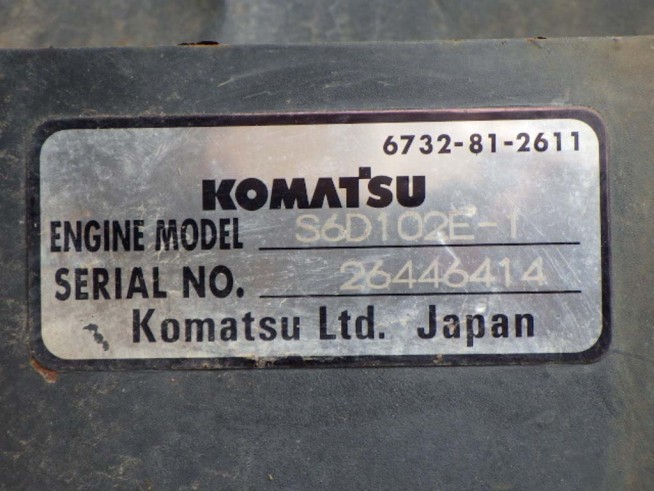 6732-81-2611
KOMATSU
ENGINE MODEL S6D102E-1
SERIAL NO. 26446414
Komatsu Ltd. Japan